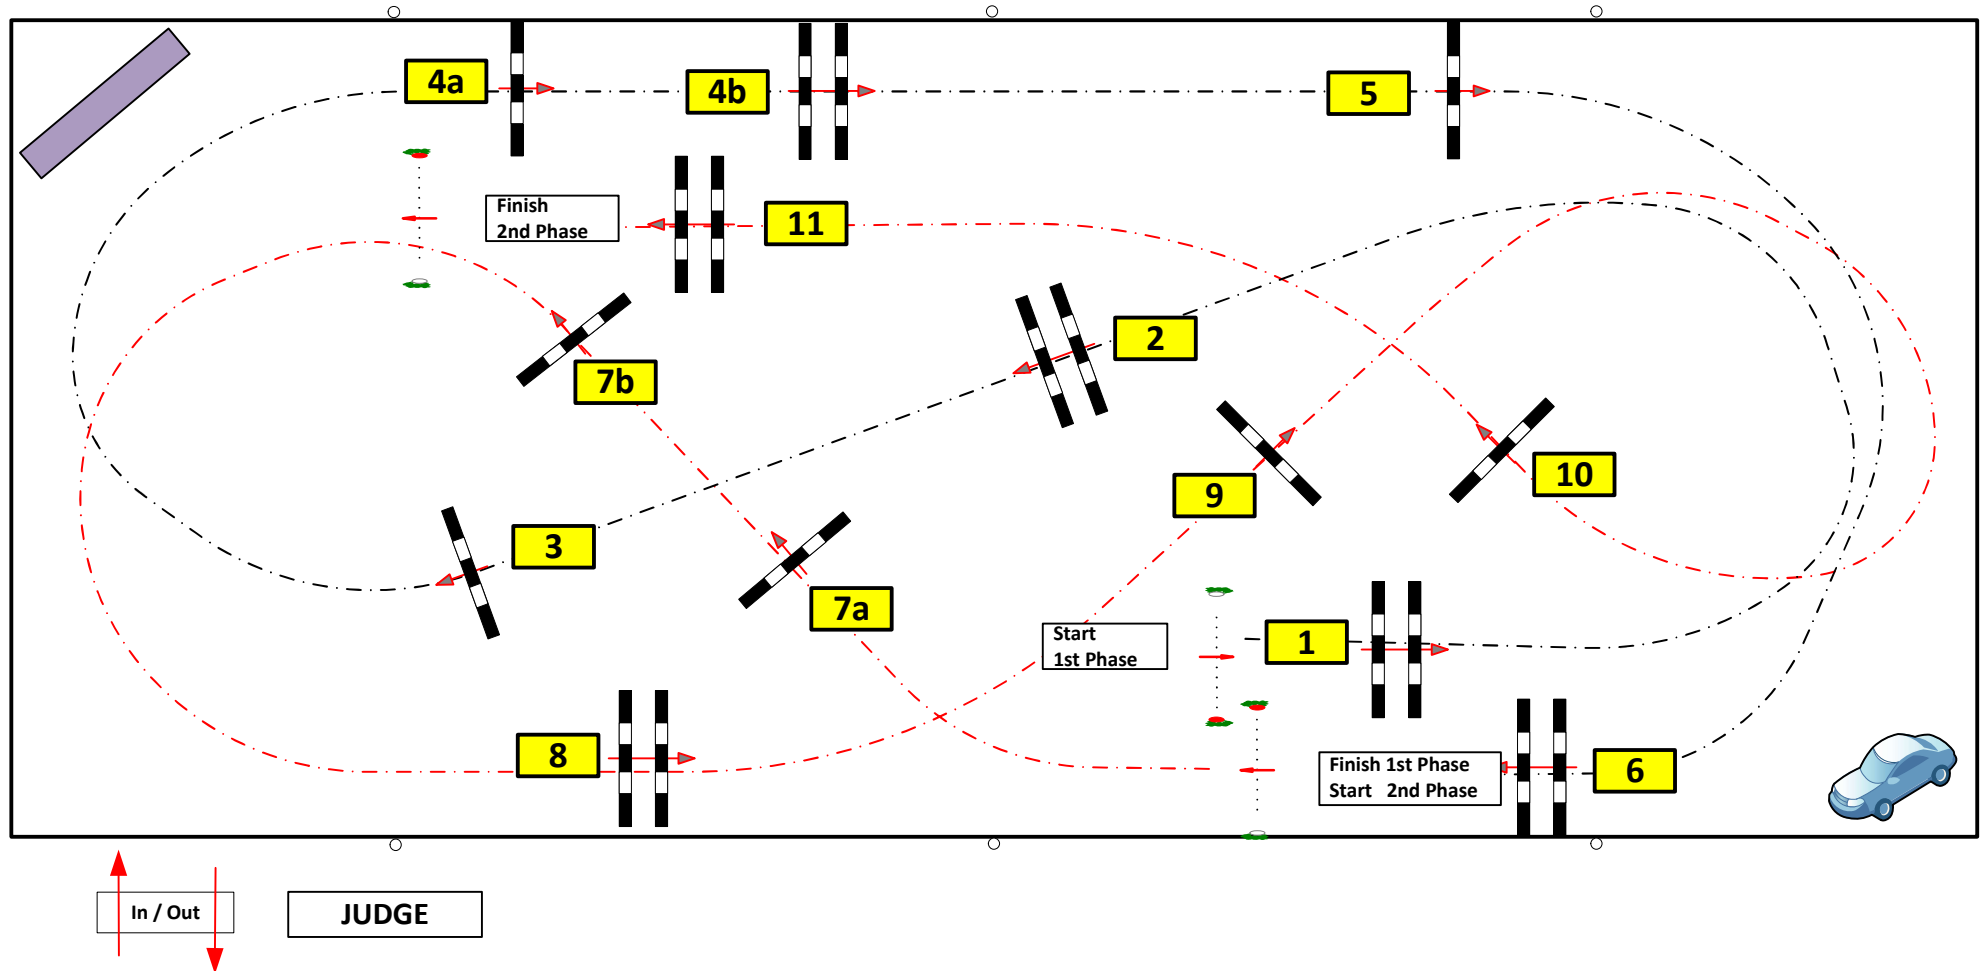 4a
4b
5
Finish
2nd Phase
11
2
7b
9
10
3
7a
Start
1st Phase
1
8
Finish 1st Phase
Start 2nd Phase
6
In / Out
JUDGE